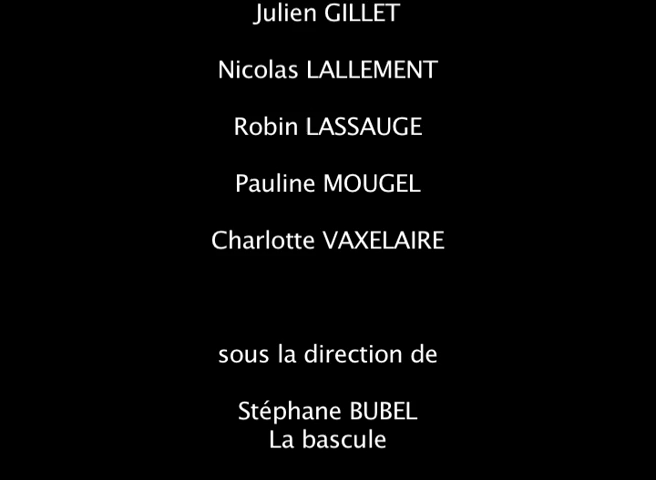 Julien GILLET
Nicolas LALLEMENT
Robin LASSAUGE
Pauline MOUGEL
Charlotte VAXELAIRE
sous la direction de
Stéphane BUBEL
La bascule